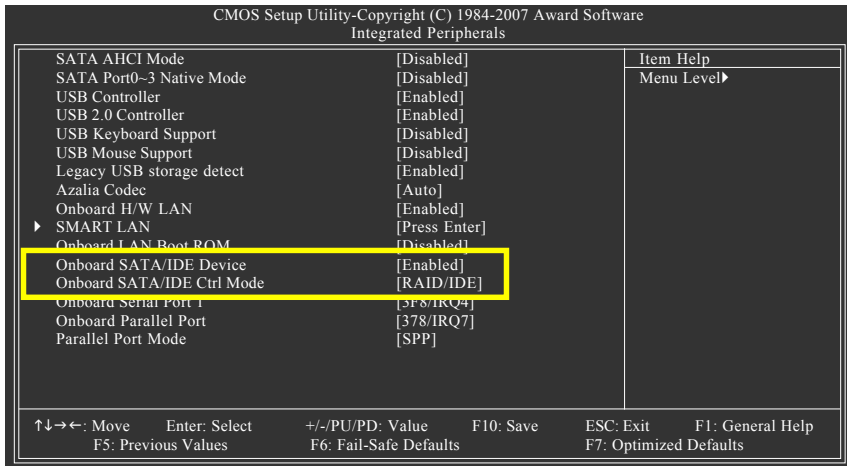 CMOS Setup Utility-Copyright (C) 1984-2007 Award Software
Integrated Peripherals
SATA AHCI Mode [Disabled]
SATA Port0~3 Native Mode [Disabled]
USB Controller [Enabled]
USB 2.0 Controller [Enabled]
USB Keyboard Support [Disabled]
USB Mouse Support [Disabled]
Legacy USB storage detect [Enabled]
Azalia Codec [Auto]
Onboard H/W LAN [Enabled]
SMART LAN [Press Enter]
Onboard LAN Boot ROM [Disabled]
Onboard SATA/IDE Device [Enabled]
Onboard SATA/IDE Ctrl Mode [RAID/IDE]
Onboard Serial Port 1 [3F8/IRQ4]
Onboard Parallel Port [378/IRQ7]
Parallel Port Mode [SPP]
Item Help
Menu Level▶
↑↓→←: Move Enter: Select +/-/PU/PD: Value F10: Save ESC: Exit F1: General Help
F5: Previous Values F6: Fail-Safe Defaults F7: Optimized Defaults